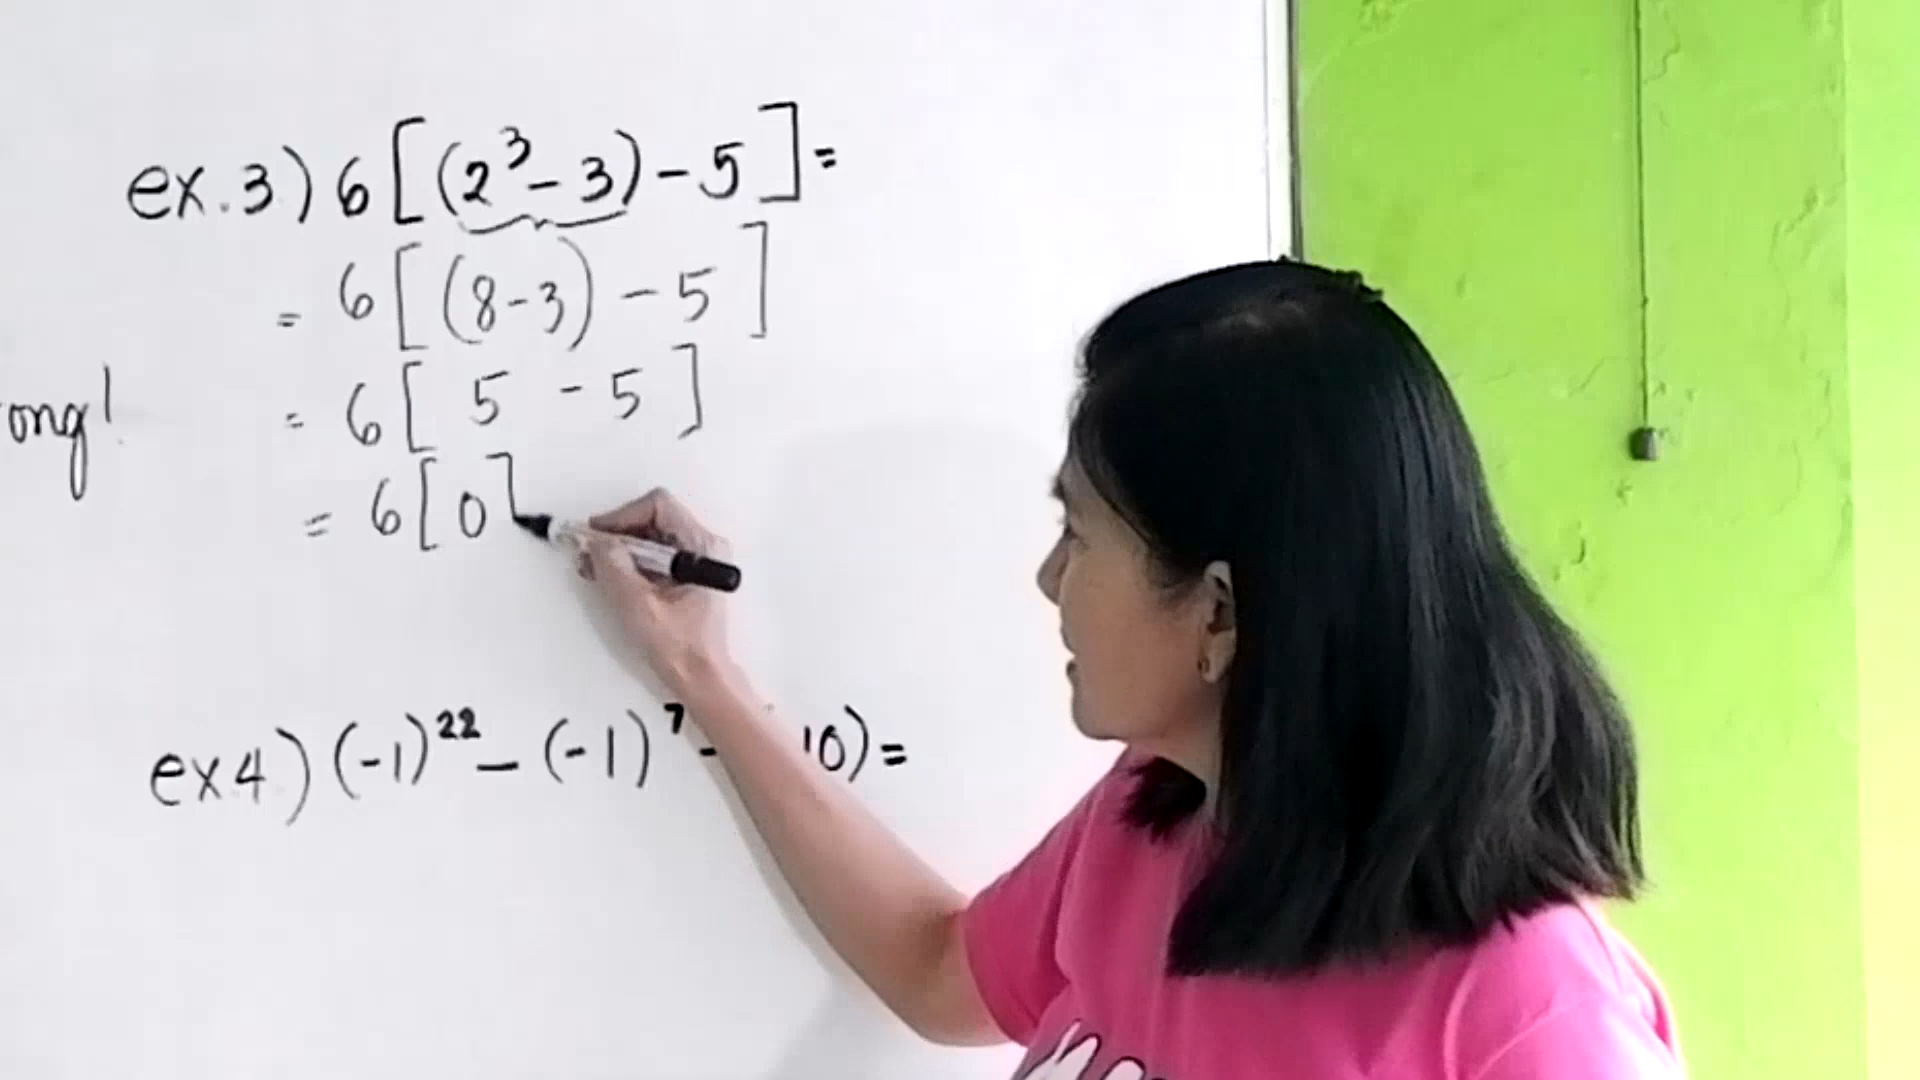 ex.3) 6[(2³-3)-5]=
= 6[(8-3)-5]
ong!
= 6[5-5]
= 6[0]
ex4.) (-1)²² - (-1)⁷ - 10)=